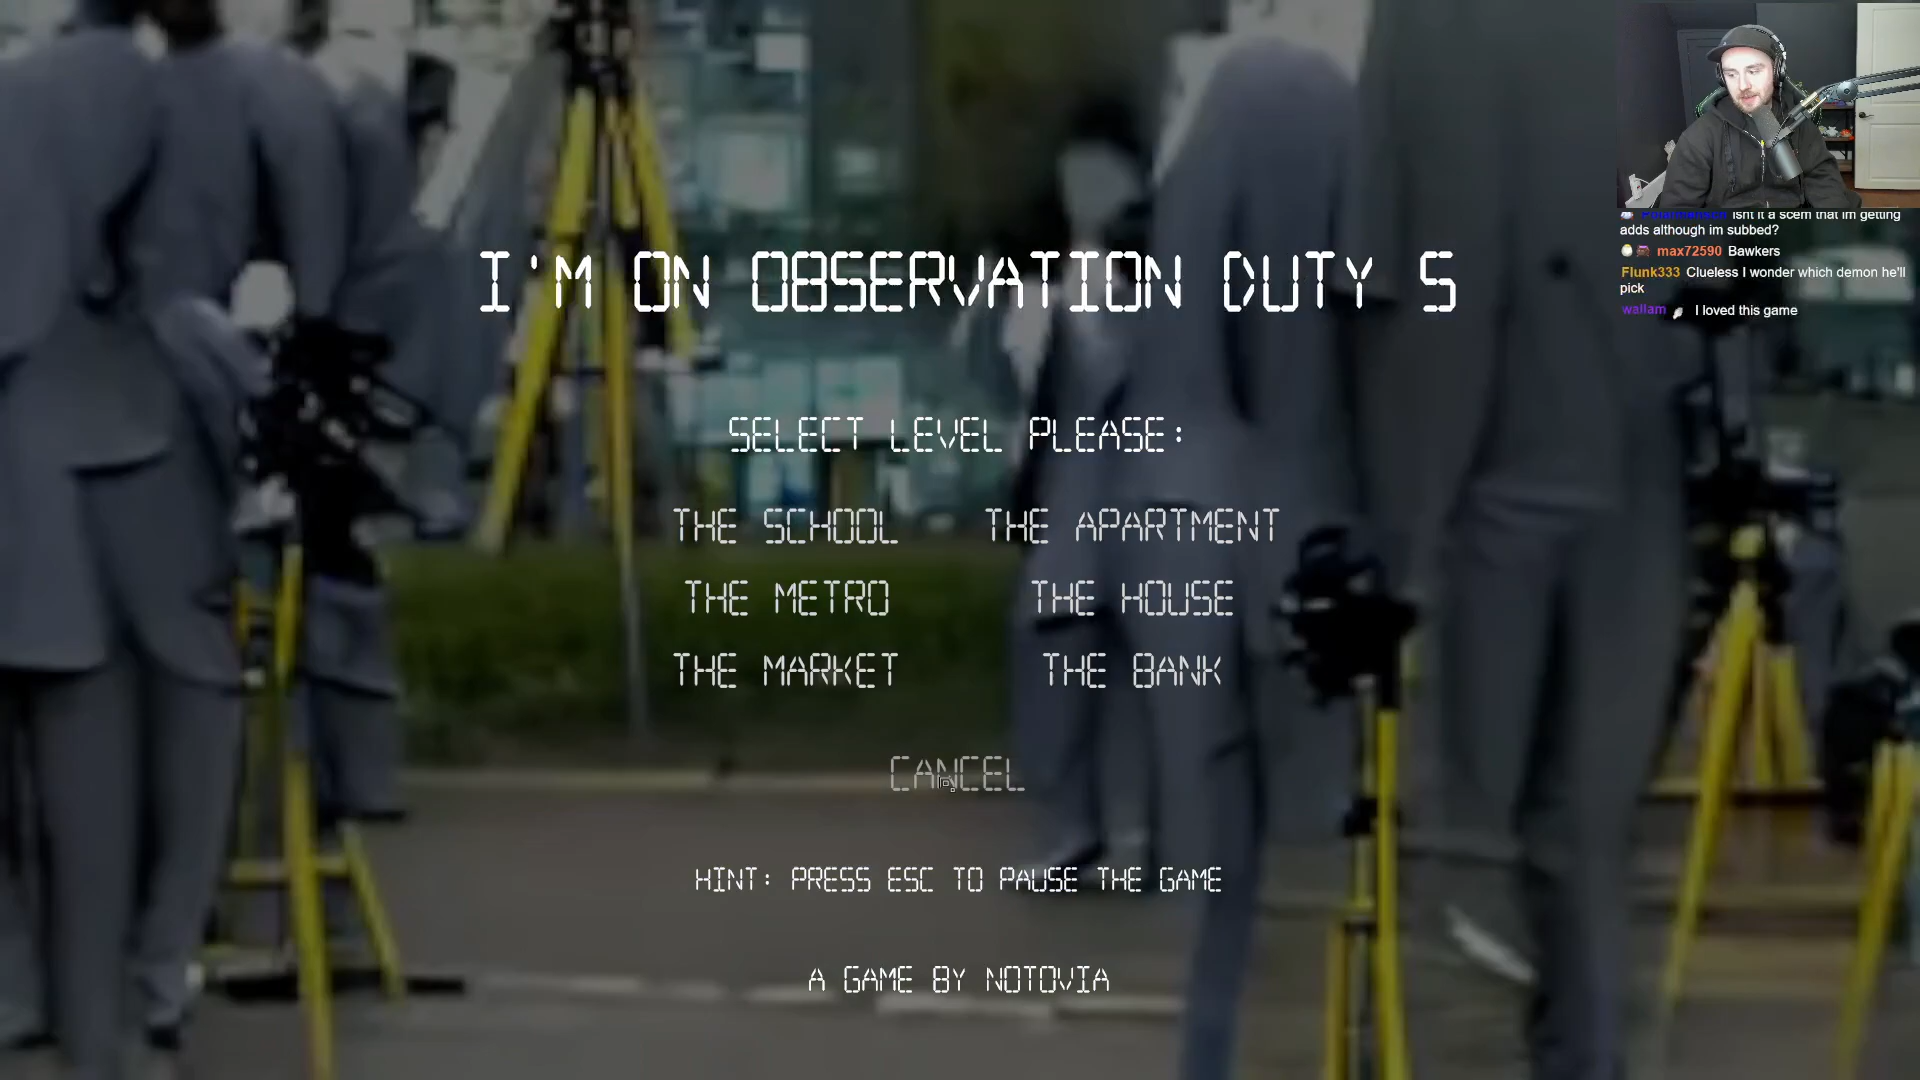 I'M ON OBSERVATION DUTY 5
SELECT LEVEL PLEASE:
THE SCHOOL THE APARTMENT
THE METRO THE HOUSE
THE MARKET THE BANK
CANCEL
HINT: PRESS ESC TO PAUSE THE GAME
A GAME BY NOTOVIA
isnt it a scem that im getting
adds although im subbed?
max72590 Bawkers
Flunk333 Clueless I wonder which demon he'll
pick
wallam I loved this game